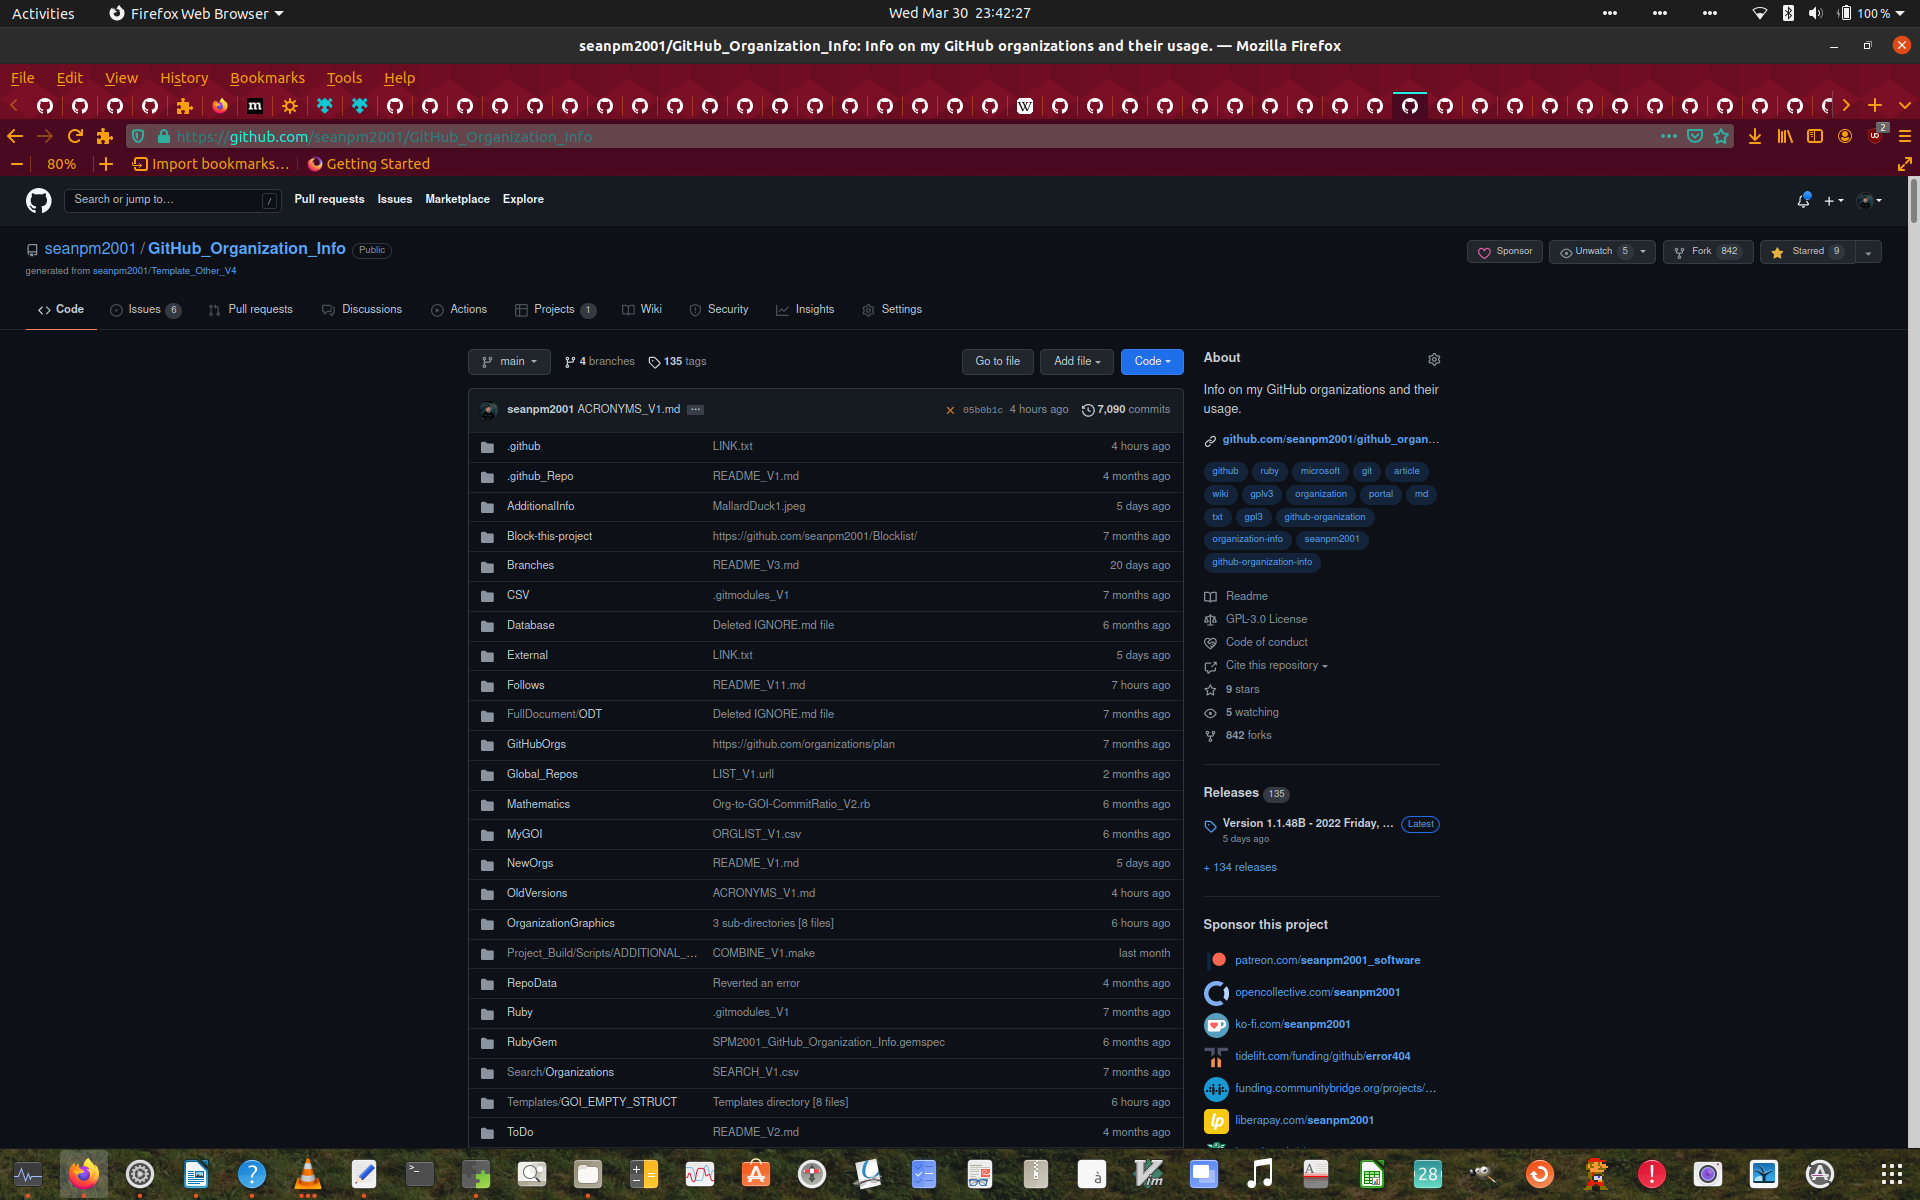 Activities
Firefox Web Browser
Wed Mar 30 23:42:27
100 %
seanpm2001/GitHub_Organization_Info: Info on my GitHub organizations and their usage. — Mozilla Firefox
File Edit View History Bookmarks Tools Help
https://github.com/seanpm2001/GitHub_Organization_Info
2
80%
Import bookmarks…
Getting Started
Search or jump to…
/
Pull requests
Issues
Marketplace
Explore
seanpm2001 / GitHub_Organization_Info
Public
generated from seanpm2001/Template_Other_V4
Sponsor
Unwatch 5
Fork 842
Starred 9
Code
Issues 6
Pull requests
Discussions
Actions
Projects 1
Wiki
Security
Insights
Settings
main
4 branches
135 tags
Go to file
Add file
Code
seanpm2001 ACRONYMS_V1.md …
05b0b1c 4 hours ago
7,090 commits
.github LINK.txt 4 hours ago
.github_Repo README_V1.md 4 months ago
AdditionalInfo MallardDuck1.jpeg 5 days ago
Block-this-project https://github.com/seanpm2001/Blocklist/ 7 months ago
Branches README_V3.md 20 days ago
CSV .gitmodules_V1 7 months ago
Database Deleted IGNORE.md file 6 months ago
External LINK.txt 5 days ago
Follows README_V11.md 7 hours ago
FullDocument/ODT Deleted IGNORE.md file 7 months ago
GitHubOrgs https://github.com/organizations/plan 7 months ago
Global_Repos LIST_V1.urll 2 months ago
Mathematics Org-to-GOI-CommitRatio_V2.rb 6 months ago
MyGOI ORGLIST_V1.csv 6 months ago
NewOrgs README_V1.md 5 days ago
OldVersions ACRONYMS_V1.md 4 hours ago
OrganizationGraphics 3 sub-directories [8 files] 6 hours ago
Project_Build/Scripts/ADDITIONAL_… COMBINE_V1.make last month
RepoData Reverted an error 4 months ago
Ruby .gitmodules_V1 7 months ago
RubyGem SPM2001_GitHub_Organization_Info.gemspec 6 months ago
Search/Organizations SEARCH_V1.csv 7 months ago
Templates/GOI_EMPTY_STRUCT Templates directory [8 files] 6 hours ago
ToDo README_V2.md 4 months ago
About
Info on my GitHub organizations and their
usage.
github.com/seanpm2001/github_organ…
github ruby microsoft git article
wiki gplv3 organization portal md
txt gpl3 github-organization
organization-info seanpm2001
github-organization-info
Readme
GPL-3.0 License
Code of conduct
Cite this repository
9 stars
5 watching
842 forks
Releases 135
Version 1.1.48B - 2022 Friday, … Latest
5 days ago
+ 134 releases
Sponsor this project
patreon.com/seanpm2001_software
opencollective.com/seanpm2001
ko-fi.com/seanpm2001
tidelift.com/funding/github/error404
funding.communitybridge.org/projects/…
liberapay.com/seanpm2001
28